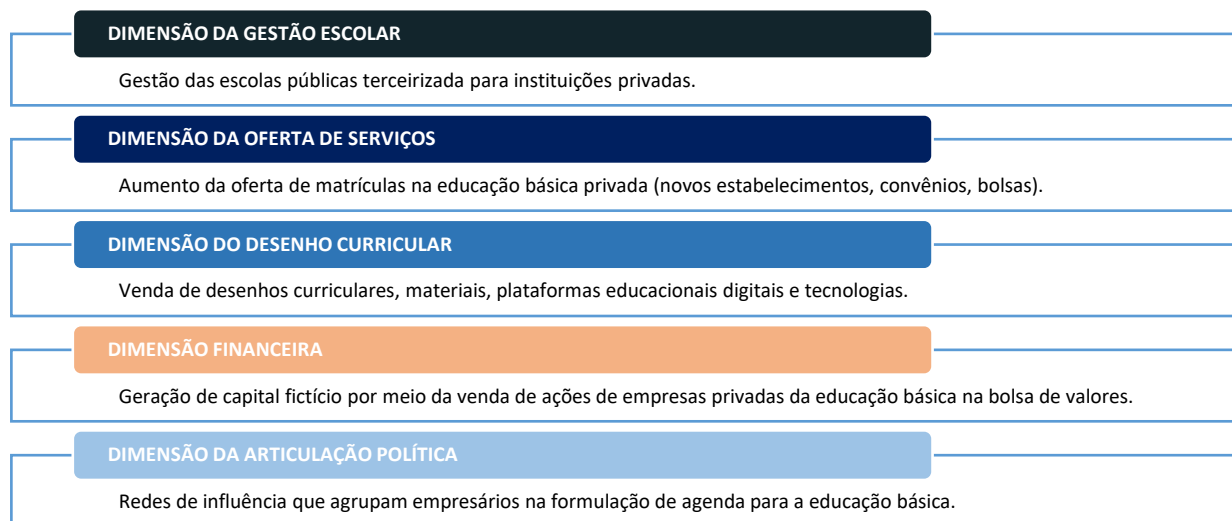 DIMENSÃO DA GESTÃO ESCOLAR
Gestão das escolas públicas terceirizada para instituições privadas.
DIMENSÃO DA OFERTA DE SERVIÇOS
Aumento da oferta de matrículas na educação básica privada (novos estabelecimentos, convênios, bolsas).
DIMENSÃO DO DESENHO CURRICULAR
Venda de desenhos curriculares, materiais, plataformas educacionais digitais e tecnologias.
DIMENSÃO FINANCEIRA
Geração de capital fictício por meio da venda de ações de empresas privadas da educação básica na bolsa de valores.
DIMENSÃO DA ARTICULAÇÃO POLÍTICA
Redes de influência que agrupam empresários na formulação de agenda para a educação básica.